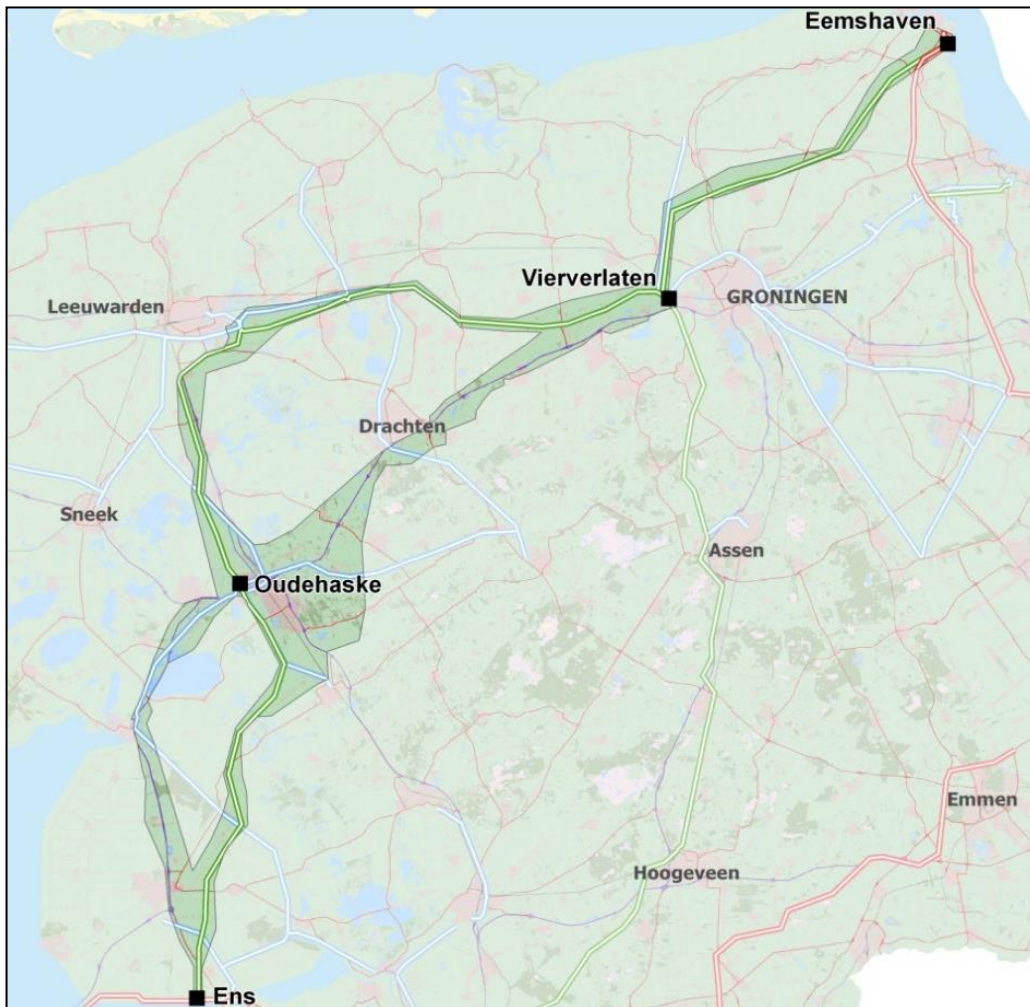 Eemshaven
Vierverlaten
GRONINGEN
Leeuwarden
Drachten
Sneek
Assen
Oudehaske
Emmen
Hoogeveen
Ens